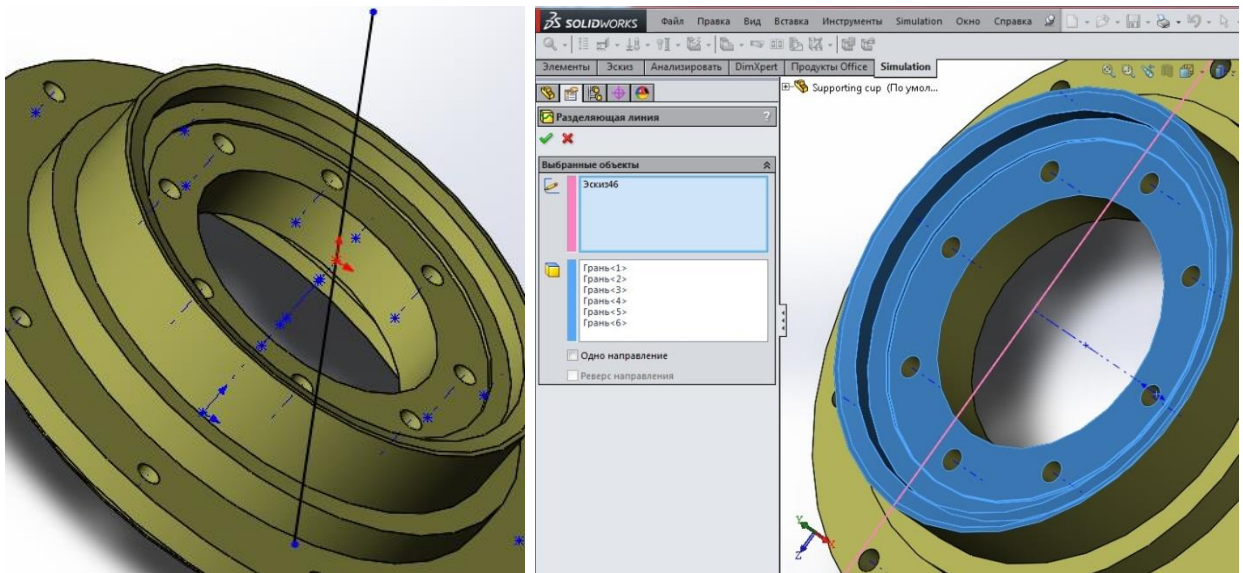 SOLIDWORKS Файл Правка Вид Вставка Инструменты Simulation Окно Справка
Элементы Эскиз Анализировать DimXpert Продукты Office Simulation
Supporting cup (По умол...
Разделяющая линия ?
Выбранные объекты
Эскиз46
Грань<1>
Грань<2>
Грань<3>
Грань<4>
Грань<5>
Грань<6>
Одно направление
Реверс направления
Y
X
Z